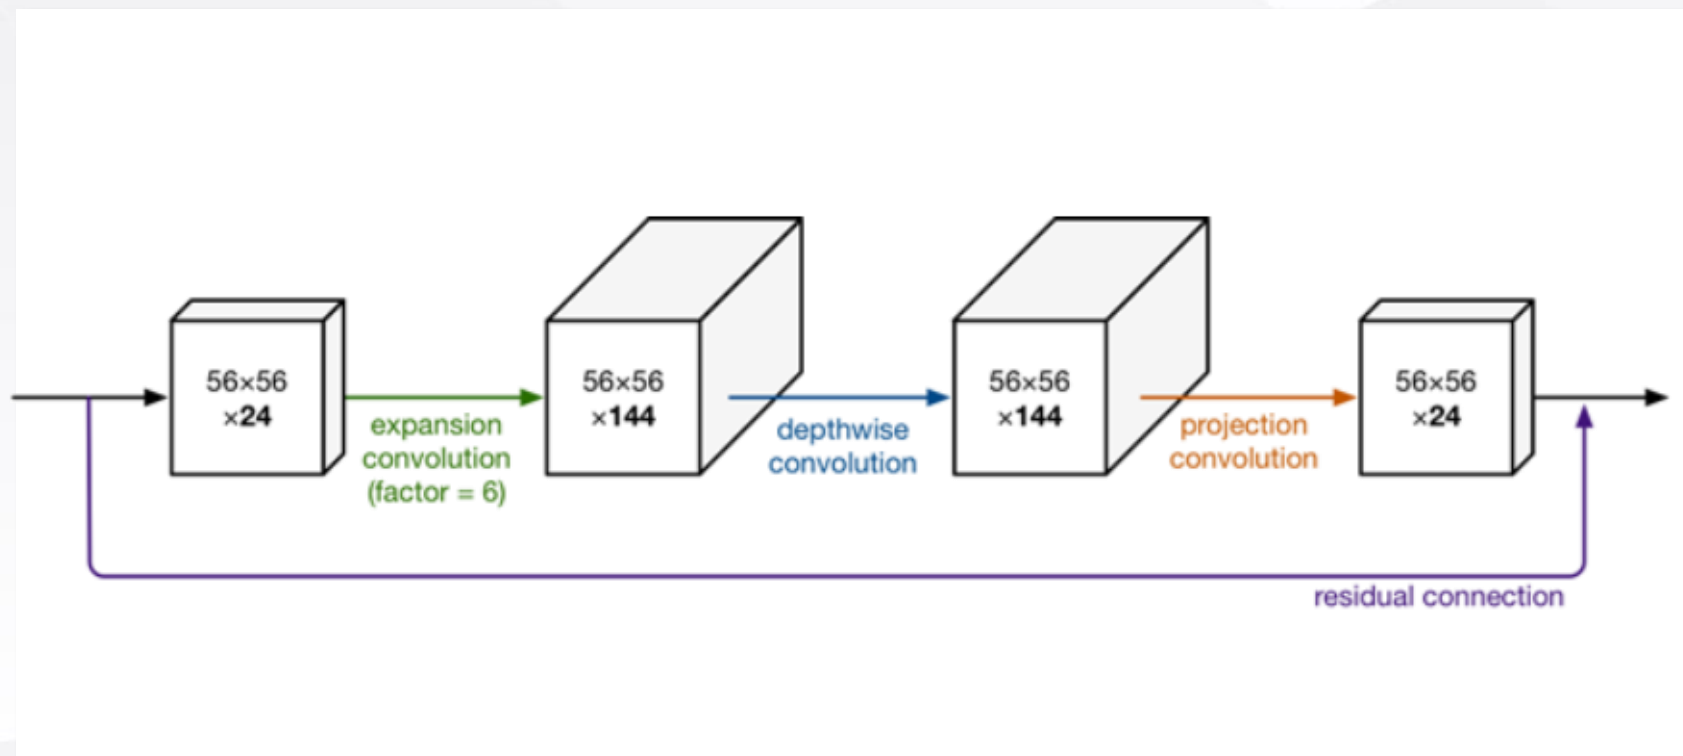 56×56
×24
expansion
convolution
(factor = 6)
56×56
×144
depthwise
convolution
56×56
×144
projection
convolution
56×56
×24
residual connection